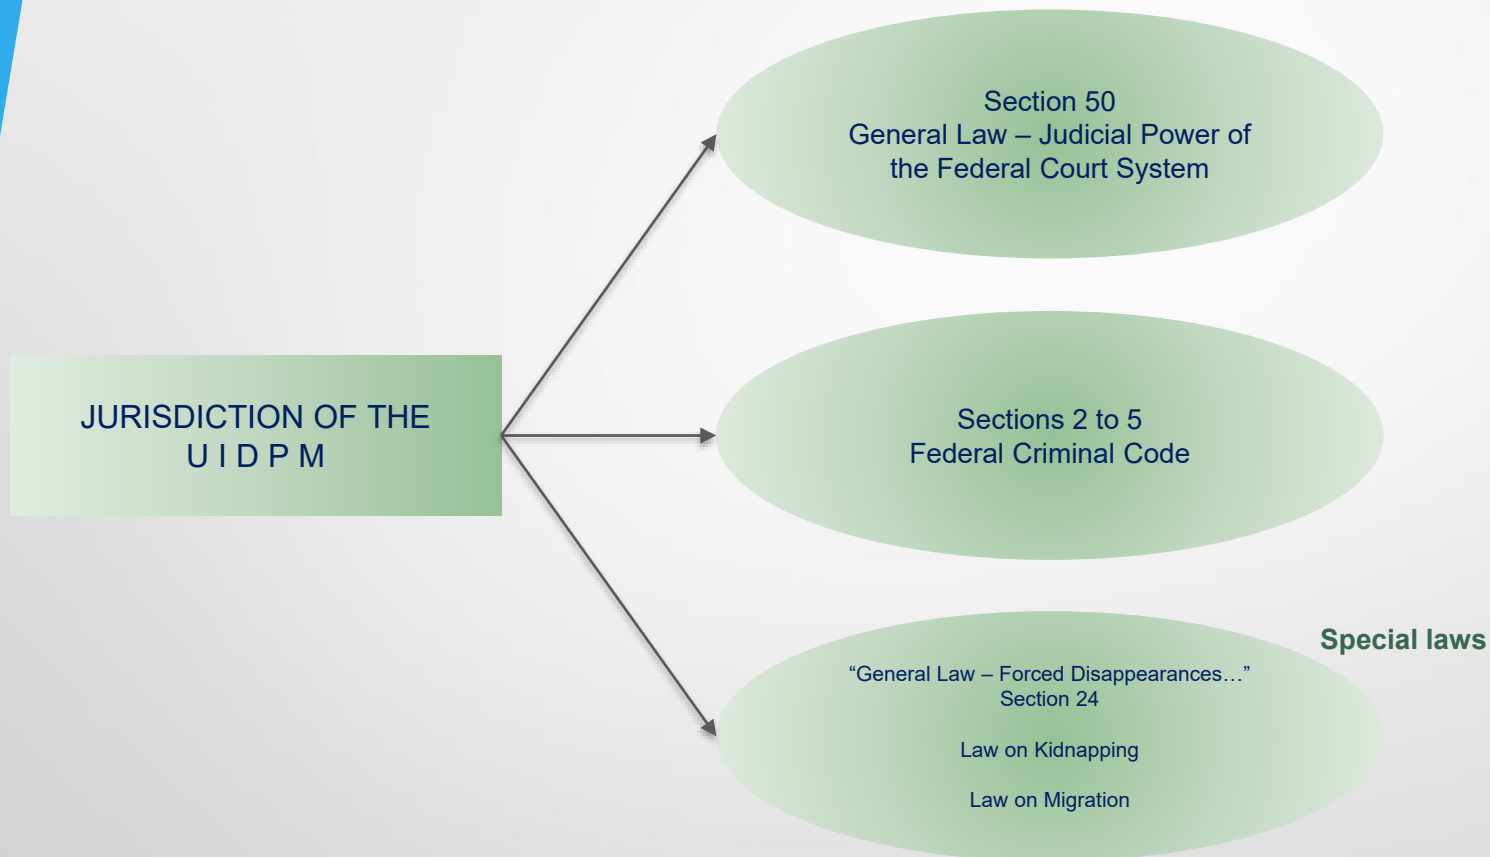 Section 50
General Law – Judicial Power of
the Federal Court System
JURISDICTION OF THE
U I D P M
Sections 2 to 5
Federal Criminal Code
Special laws
“General Law – Forced Disappearances…”
Section 24
Law on Kidnapping
Law on Migration